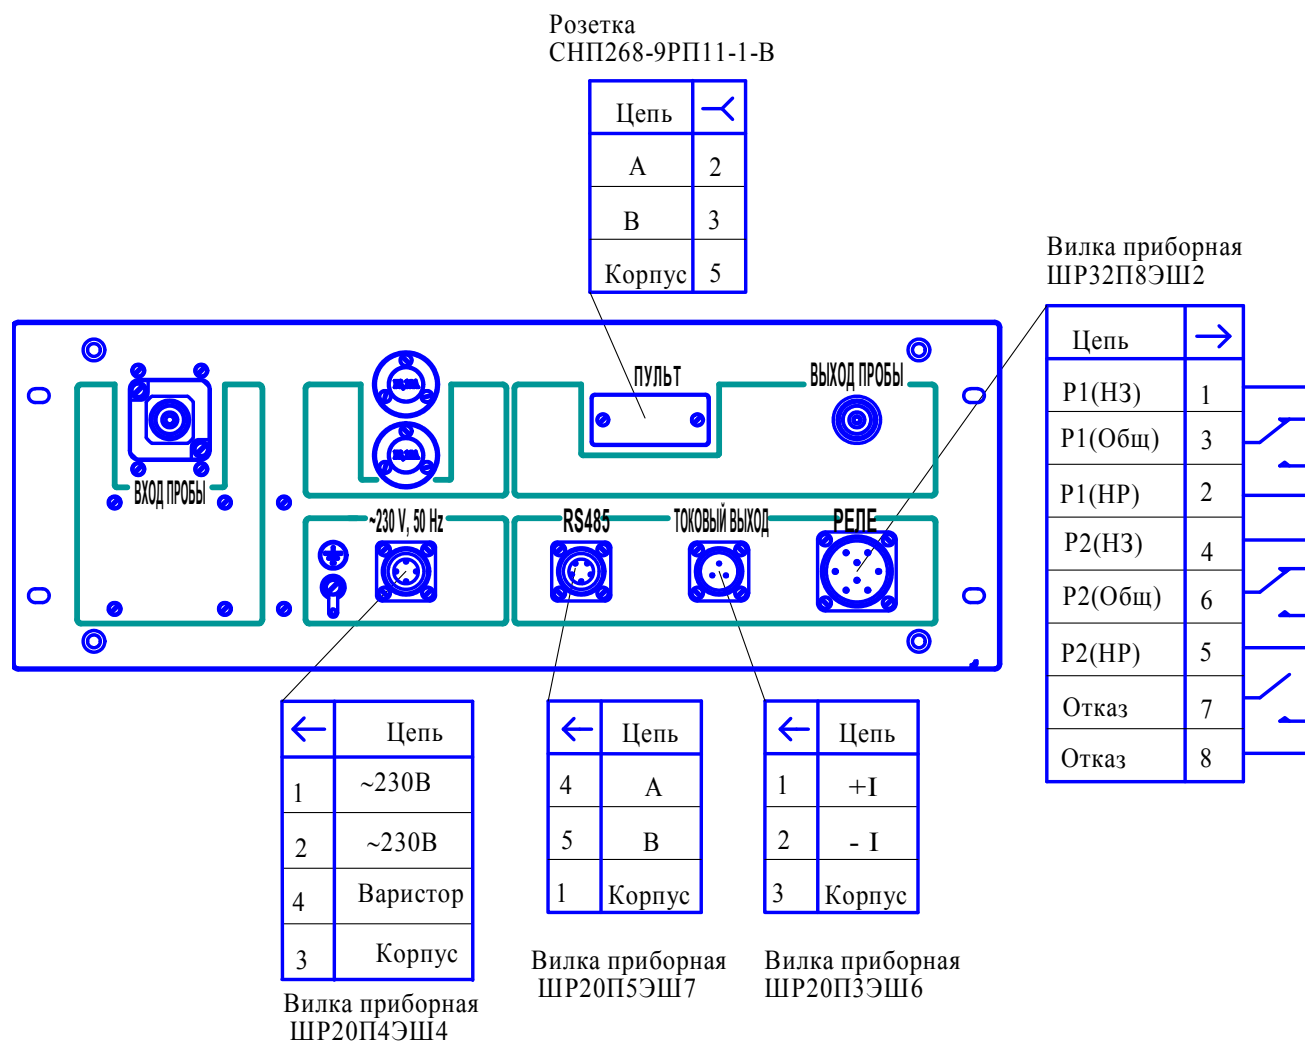 Розетка
СНП268-9РП11-1-В
Цепь
А 2
В 3
Корпус 5
Вилка приборная
ШР32П8ЭШ2
Цепь
Р1(НЗ) 1
Р1(Общ) 3
Р1(НР) 2
Р2(НЗ) 4
Р2(Общ) 6
Р2(НР) 5
Отказ 7
Отказ 8
ПУЛЬТ
ВЫХОД ПРОБЫ
ВХОД ПРОБЫ
~230 V, 50 Hz
RS485
ТОКОВЫЙ ВЫХОД
РЕЛЕ
Цепь
1 ~230В
2 ~230В
4 Варистор
3 Корпус
Вилка приборная
ШР20П4ЭШ4
Цепь
4 А
5 В
1 Корпус
Вилка приборная
ШР20П5ЭШ7
Цепь
1 +I
2 - I
3 Корпус
Вилка приборная
ШР20П3ЭШ6